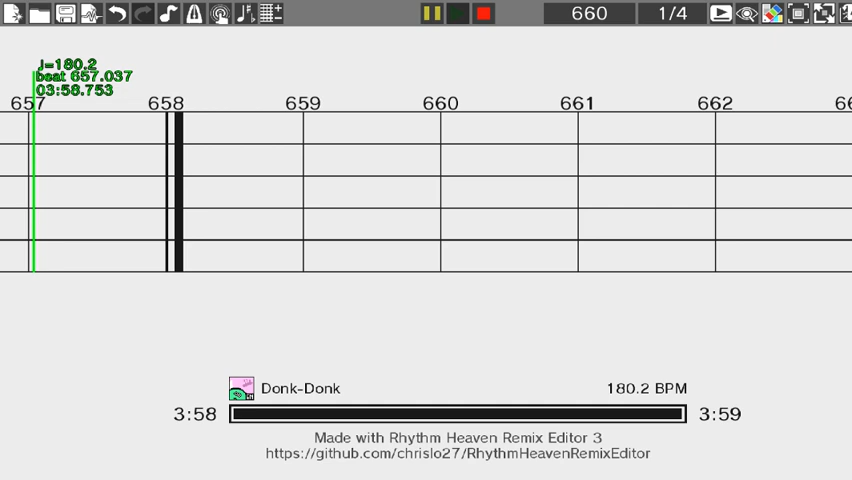 660
1/4
♩=180.2
beat 657.037
03:58.753
657 658 659 660 661 662
Donk-Donk 180.2 BPM
3:58 3:59
Made with Rhythm Heaven Remix Editor 3
https://github.com/chrislo27/RhythmHeavenRemixEditor